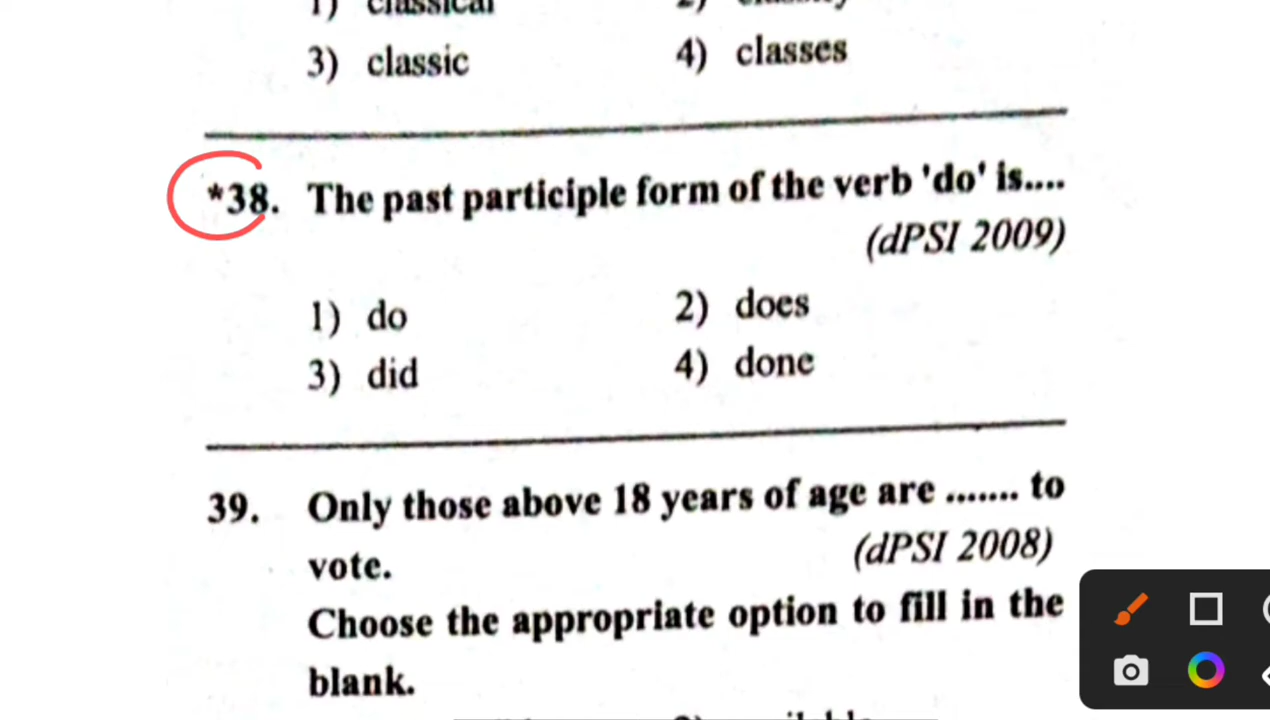 1) classical
3) classic 4) classes
*38. The past participle form of the verb 'do' is....
(dPSI 2009)
1) do 2) does
3) did 4) done
39. Only those above 18 years of age are ....... to
vote. (dPSI 2008)
Choose the appropriate option to fill in the
blank.